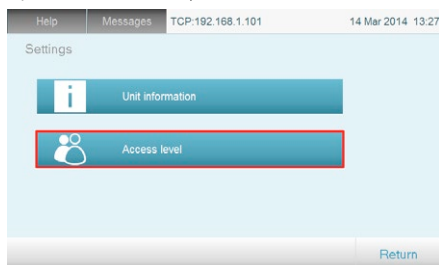 Help Messages TCP:192.168.1.101 14 Mar 2014 13:27
Settings
i Unit information
Access level
Return